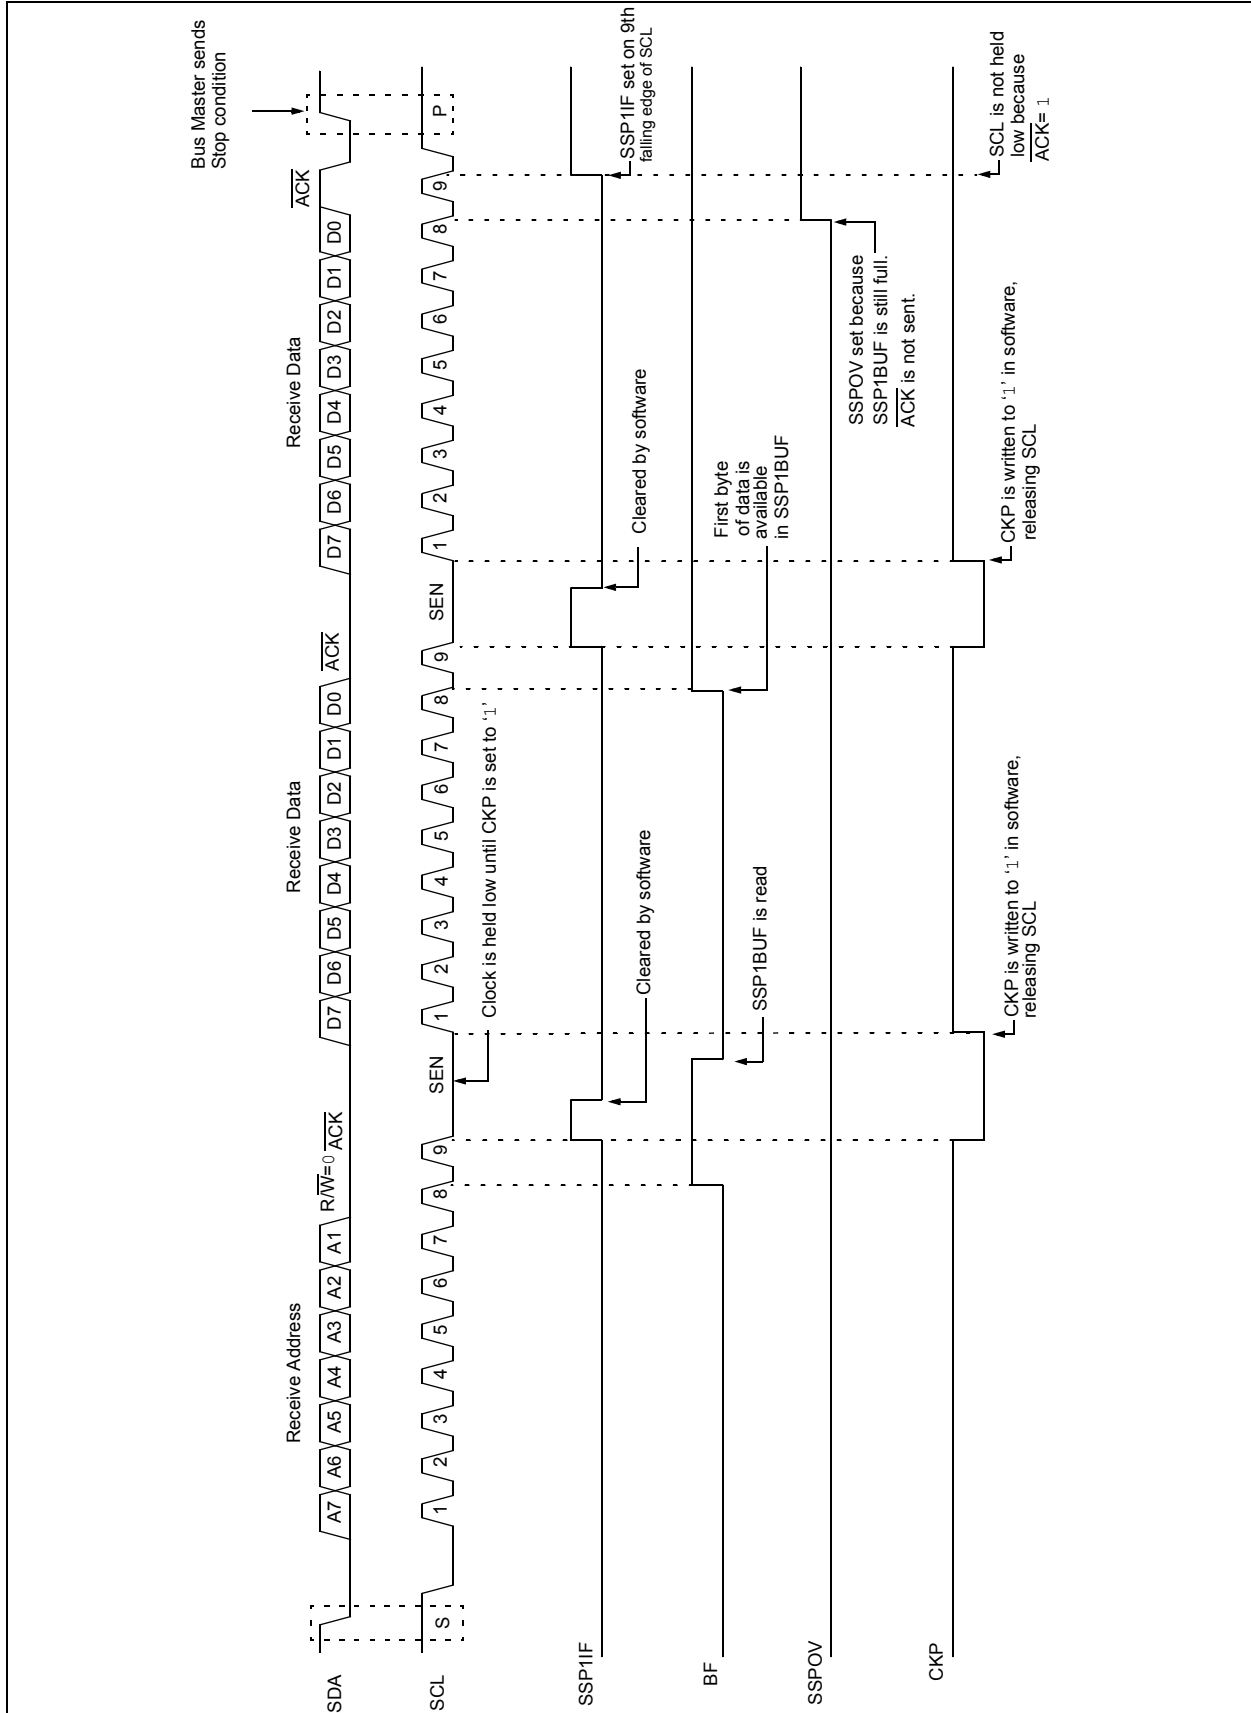 Bus Master sends
Stop condition
Receive Address
Receive Data
Receive Data
SDA
A7 A6 A5 A4 A3 A2 A1 R/W=0 ACK D7 D6 D5 D4 D3 D2 D1 D0 ACK D7 D6 D5 D4 D3 D2 D1 D0 ACK
SCL
S 1 2 3 4 5 6 7 8 9 SEN 1 2 3 4 5 6 7 8 9 SEN 1 2 3 4 5 6 7 8 9 P
Clock is held low until CKP is set to ‘1’
SSP1IF
Cleared by software
Cleared by software
SSP1IF set on 9th
falling edge of SCL
BF
SSP1BUF is read
First byte
of data is
available
in SSP1BUF
SSPOV
SSPOV set because
SSP1BUF is still full.
ACK is not sent.
CKP
CKP is written to ‘1’ in software,
releasing SCL
CKP is written to ‘1’ in software,
releasing SCL
SCL is not held
low because
ACK= 1